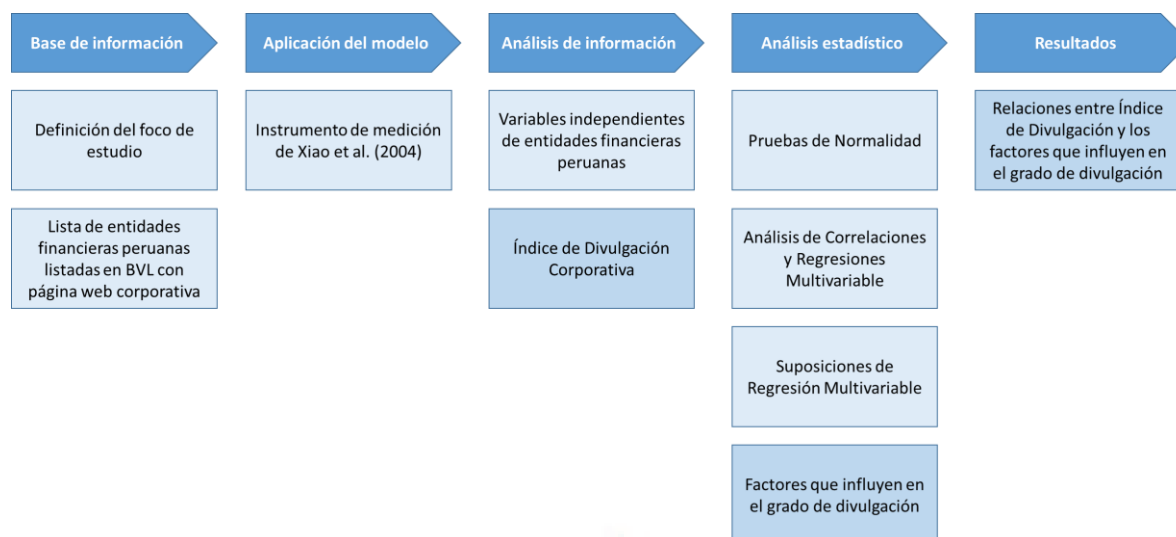 Base de información
Aplicación del modelo
Análisis de información
Análisis estadístico
Resultados
Definición del foco de
estudio
Lista de entidades
financieras peruanas
listadas en BVL con
página web corporativa
Instrumento de medición
de Xiao et al. (2004)
Variables independientes
de entidades financieras
peruanas
Índice de Divulgación
Corporativa
Pruebas de Normalidad
Análisis de Correlaciones
y Regresiones
Multivariable
Suposiciones de
Regresión Multivariable
Factores que influyen en
el grado de divulgación
Relaciones entre Índice
de Divulgación y los
factores que influyen en
el grado de divulgación